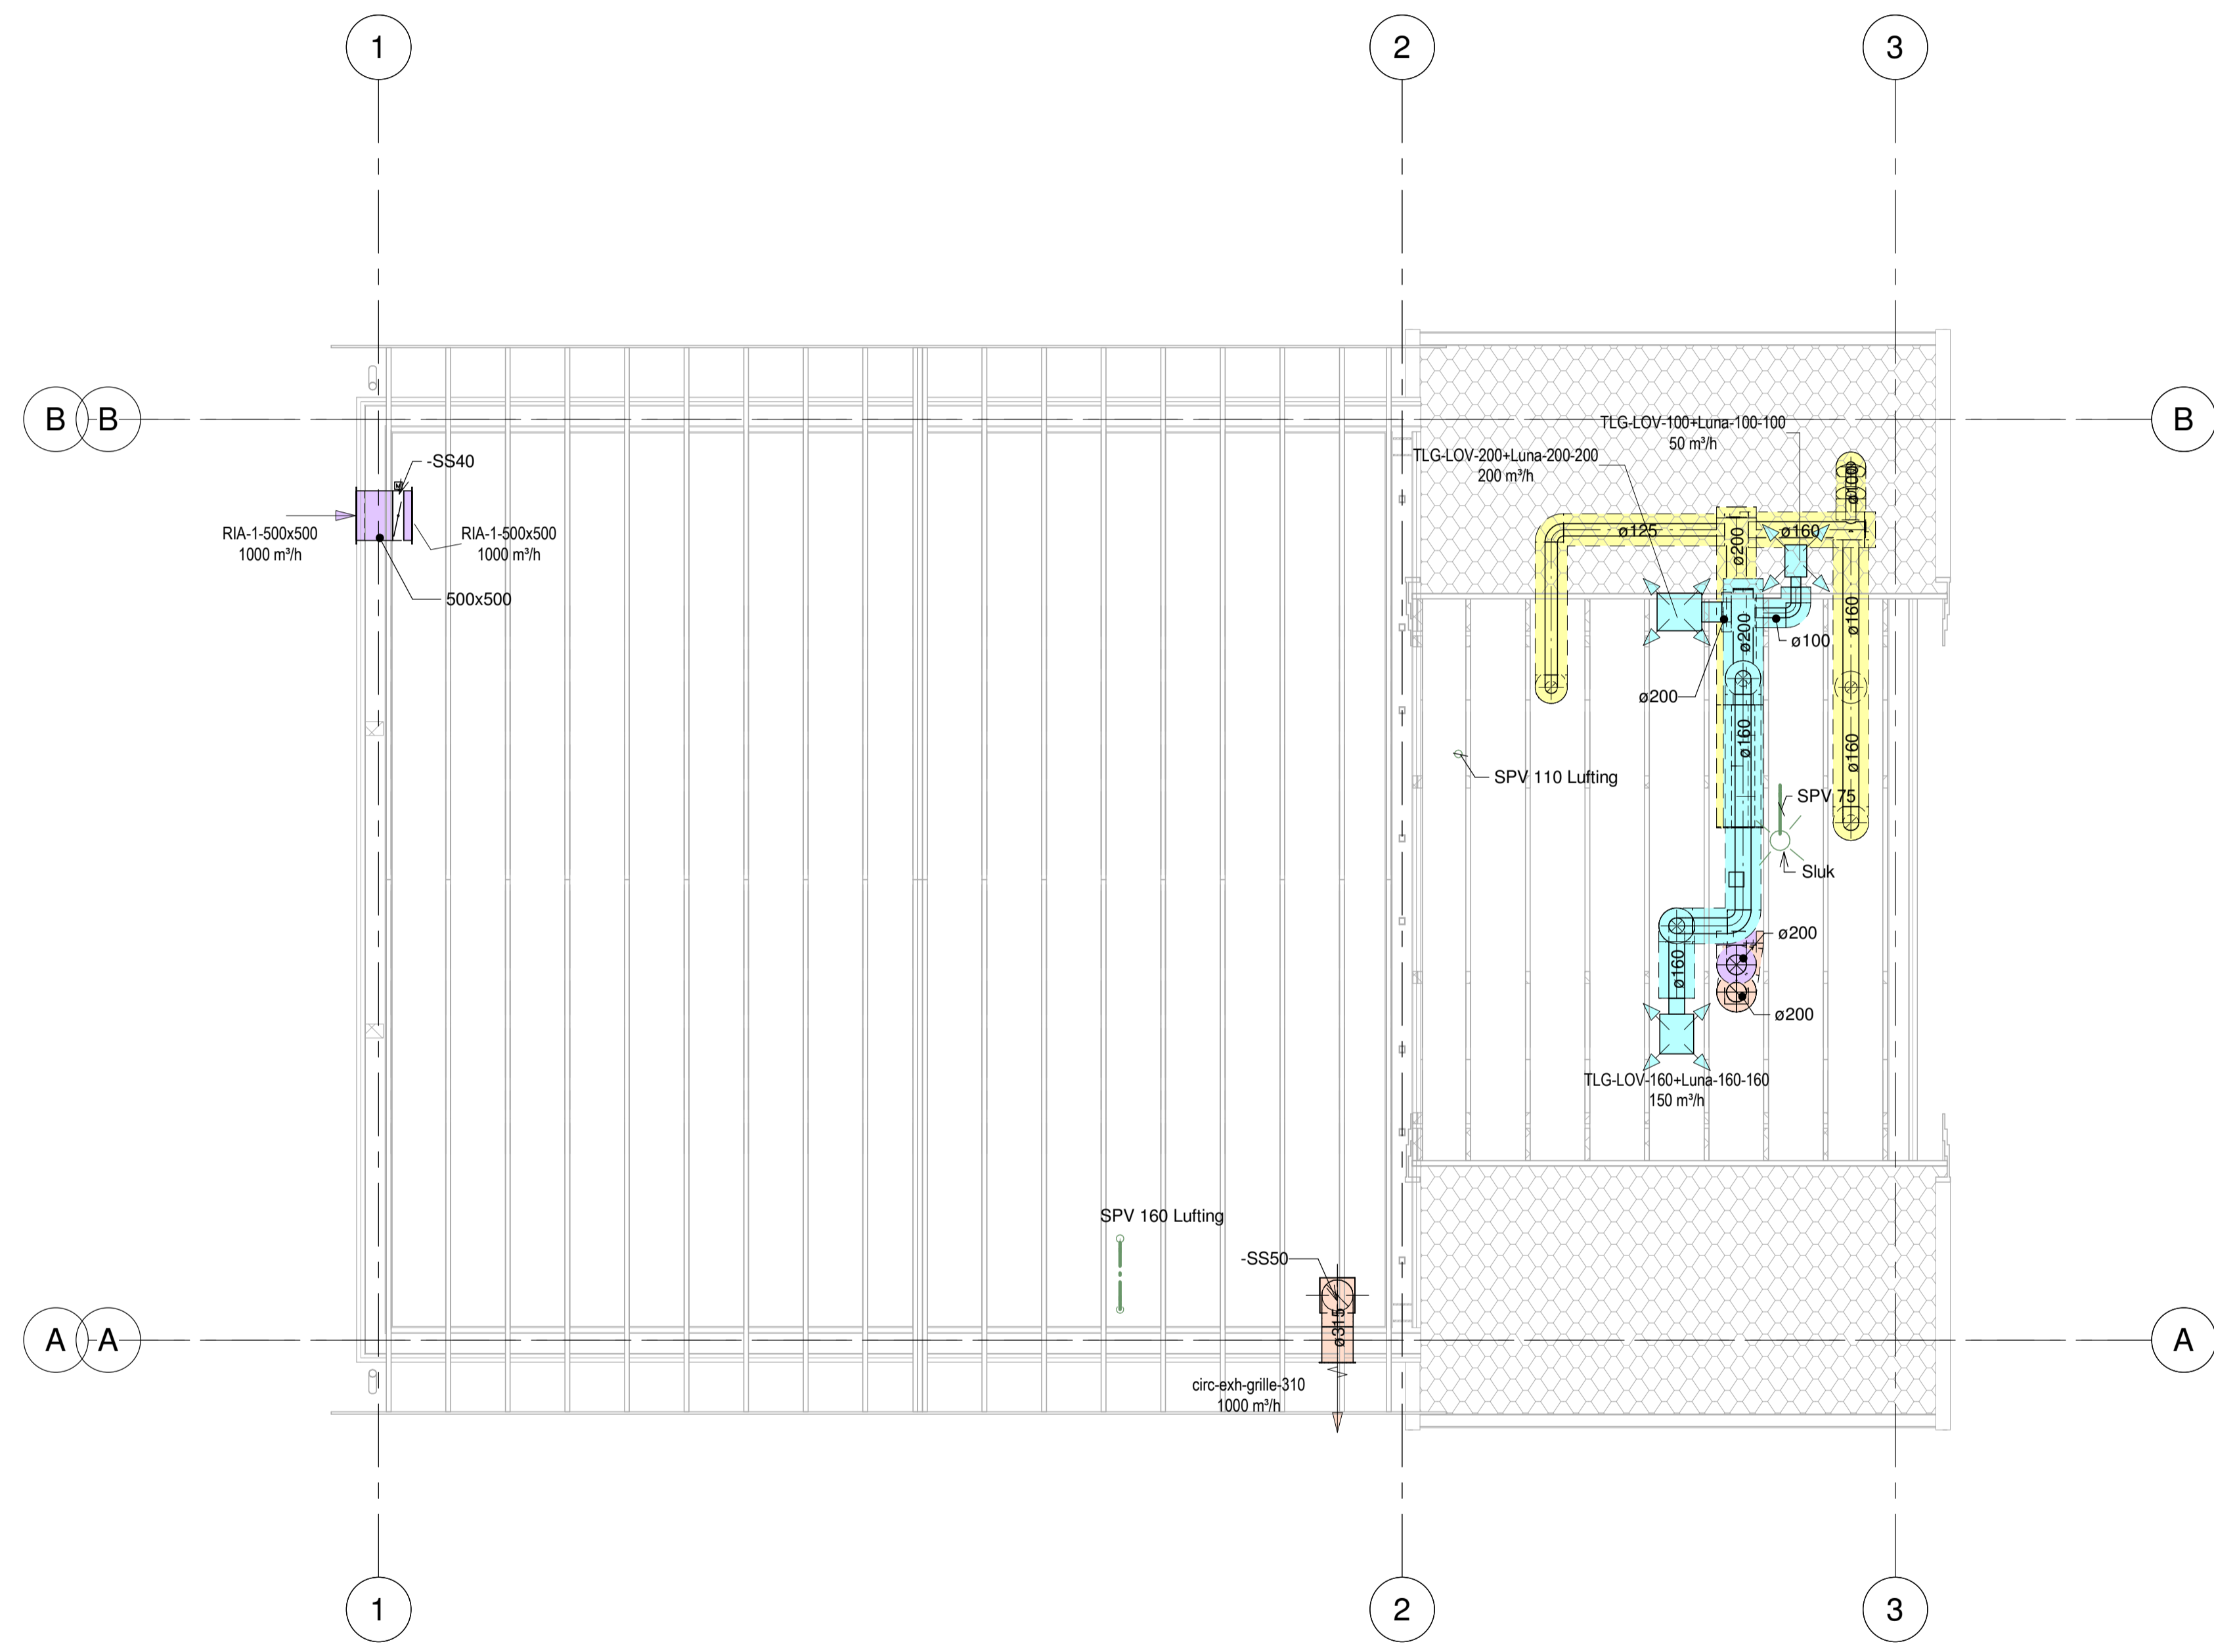 1
2
3
B
B
B
TLG-LOV-100+Luna-100-100
50 m³/h
TLG-LOV-200+Luna-200-200
200 m³/h
-SS40
ø100
RIA-1-500x500
1000 m³/h
RIA-1-500x500
1000 m³/h
ø125
ø200
ø160
500x500
ø200
ø100
ø160
ø200
ø160
ø160
SPV 110 Lufting
SPV 75
Sluk
ø200
ø160
ø200
TLG-LOV-160+Luna-160-160
150 m³/h
SPV 160 Lufting
-SS50
ø315
A
A
A
circ-exh-grille-310
1000 m³/h
1
2
3